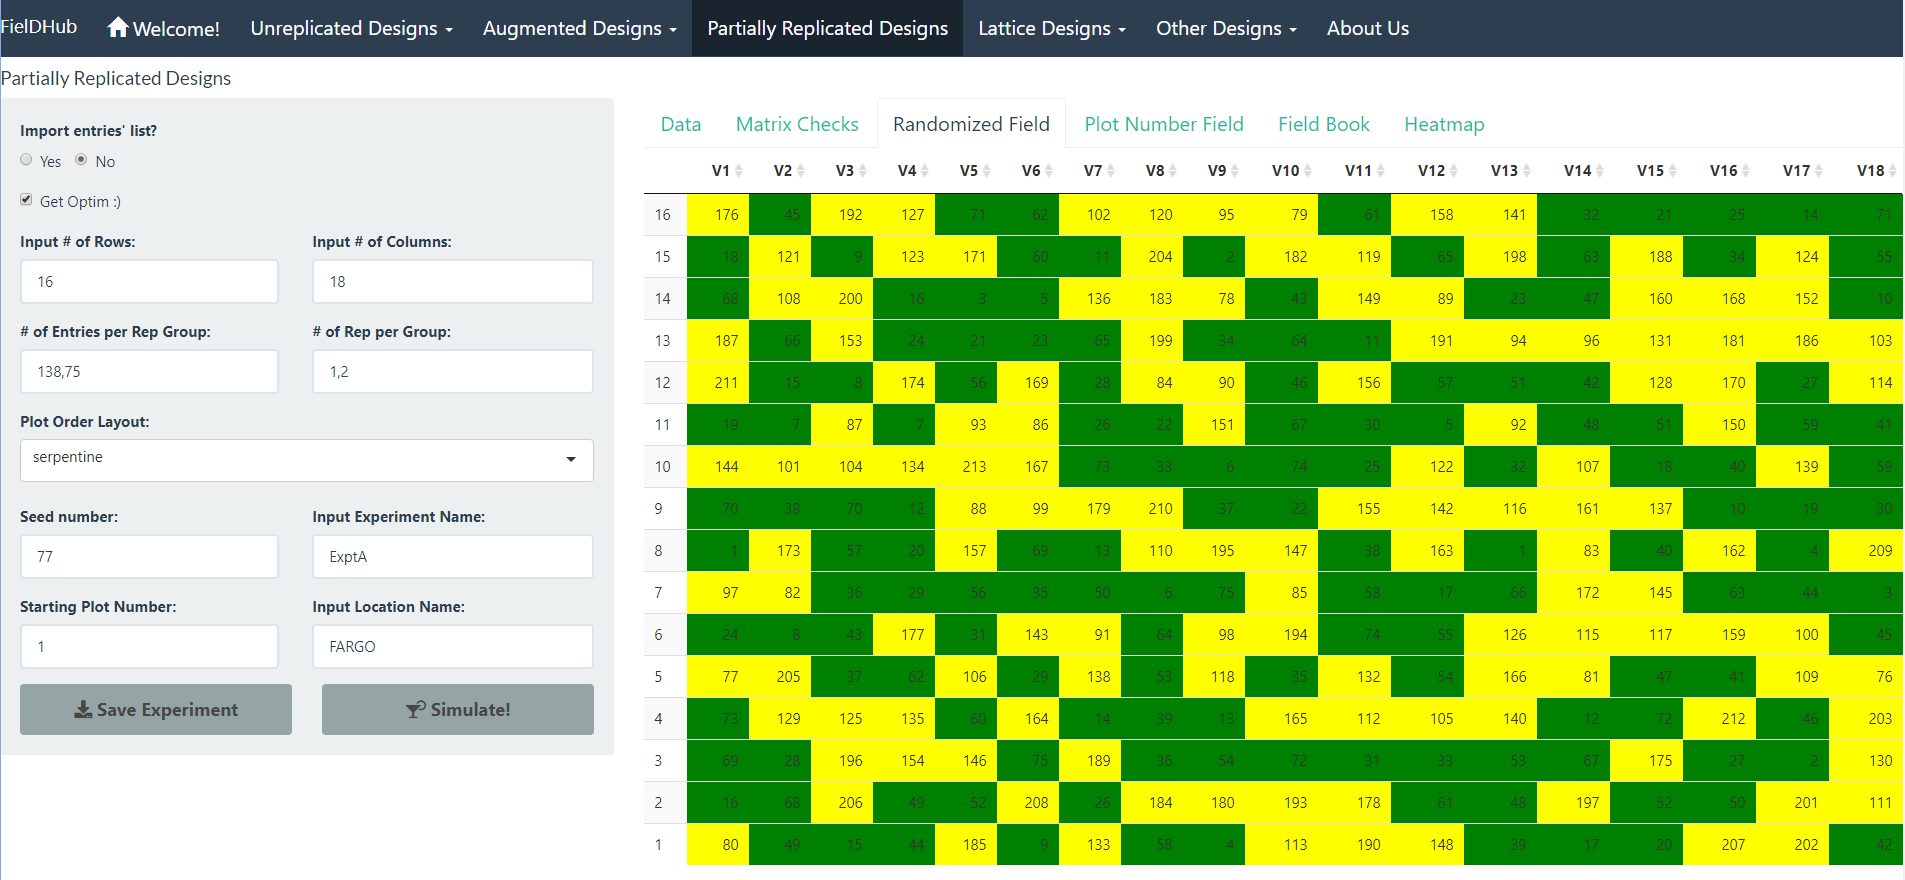 FielDHub Welcome! Unreplicated Designs Augmented Designs Partially Replicated Designs Lattice Designs Other Designs About Us
Partially Replicated Designs
Import entries' list?
Yes No
Get Optim :)
Input # of Rows: Input # of Columns:
16 18
# of Entries per Rep Group: # of Rep per Group:
138,75 1,2
Plot Order Layout:
serpentine
Seed number: Input Experiment Name:
77 ExptA
Starting Plot Number: Input Location Name:
1 FARGO
Save Experiment Simulate!
Data Matrix Checks Randomized Field Plot Number Field Field Book Heatmap
V1 V2 V3 V4 V5 V6 V7 V8 V9 V10 V11 V12 V13 V14 V15 V16 V17 V18
16 176 45 192 127 71 62 102 120 95 79 61 158 141 32 21 25 14 71
15 18 121 9 123 171 60 11 204 2 182 119 65 198 63 188 34 124 55
14 68 108 200 16 3 5 136 183 78 43 149 89 23 47 160 168 152 10
13 187 66 153 24 21 23 65 199 34 64 11 191 94 96 131 181 186 103
12 211 15 8 174 56 169 28 84 90 46 156 57 51 42 128 170 27 114
11 19 7 87 7 93 86 26 22 151 67 30 5 92 48 51 150 59 41
10 144 101 104 134 213 167 73 33 6 74 25 122 32 107 18 40 139 59
9 70 38 70 12 88 99 179 210 37 22 155 142 116 161 137 10 19 30
8 1 173 57 20 157 69 13 110 195 147 38 163 1 83 40 162 4 209
7 97 82 36 29 56 35 50 6 75 85 58 17 66 172 145 63 44 3
6 24 8 43 177 31 143 91 64 98 194 74 55 126 115 117 159 100 45
5 77 205 37 62 106 29 138 53 118 35 132 54 166 81 47 41 109 76
4 73 129 125 135 60 164 14 39 13 165 112 105 140 12 72 212 46 203
3 69 28 196 154 146 75 189 36 54 72 31 33 53 67 175 27 2 130
2 16 68 206 49 52 208 26 184 180 193 178 61 48 197 52 50 201 111
1 80 49 15 44 185 9 133 58 4 113 190 148 39 17 20 207 202 42